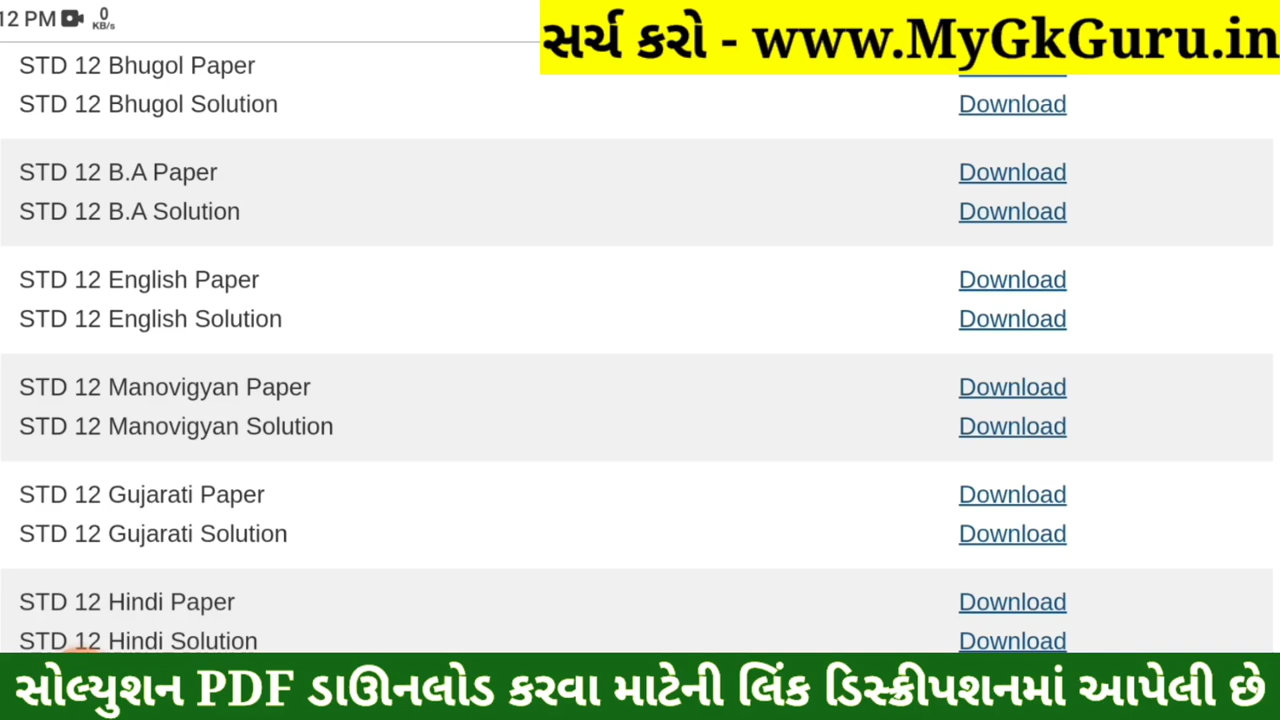 12 PM 0 KB/s
સર્ચ કરો - www.MyGkGuru.in
STD 12 Bhugol Paper
STD 12 Bhugol Solution Download
STD 12 B.A Paper Download
STD 12 B.A Solution Download
STD 12 English Paper Download
STD 12 English Solution Download
STD 12 Manovigyan Paper Download
STD 12 Manovigyan Solution Download
STD 12 Gujarati Paper Download
STD 12 Gujarati Solution Download
STD 12 Hindi Paper Download
STD 12 Hindi Solution Download
સોલ્યુશન PDF ડાઊનલોડ કરવા માટેની લિંક ડિસ્ક્રીપશનમાં આપેલી છે